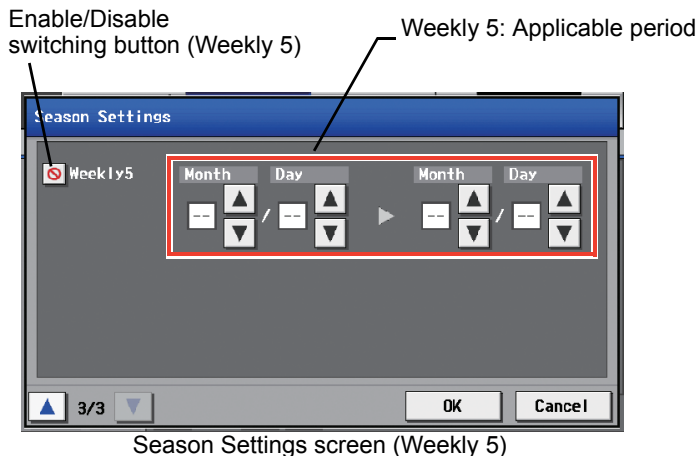 Enable/Disable
switching button (Weekly 5)
Weekly 5: Applicable period
Season Settings
Weekly5
Month Day Month Day
-- / -- -- / --
3/3
OK Cancel
Season Settings screen (Weekly 5)